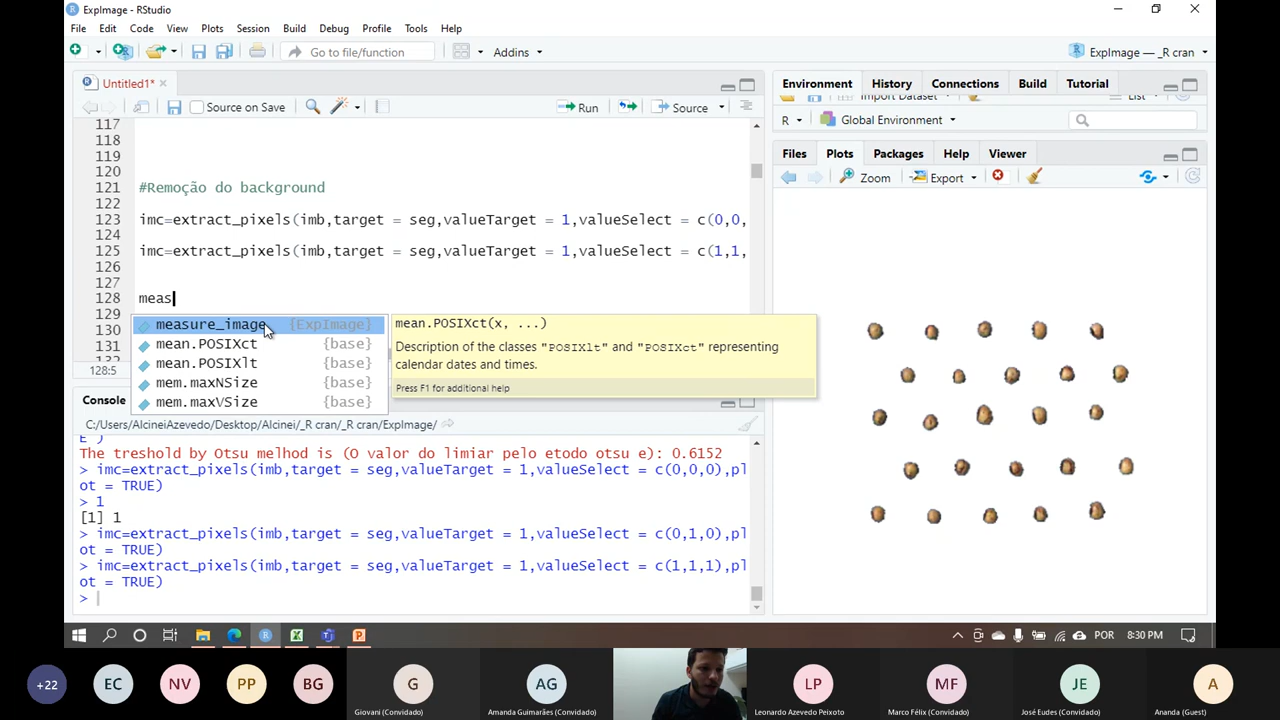 ExpImage - RStudio
File Edit Code View Plots Session Build Debug Profile Tools Help
Go to file/function Addins ExpImage — _R cran
Untitled1*
Source on Save Run Source
117
118
119
120
121 #Remoção do background
122
123 imc=extract_pixels(imb,target = seg,valueTarget = 1,valueSelect = c(0,0,
124
125 imc=extract_pixels(imb,target = seg,valueTarget = 1,valueSelect = c(1,1,
126
127
128 meas
129
130
131
measure_image {ExpImage}
mean.POSIXct {base}
mean.POSIXlt {base}
mem.maxNSize {base}
mem.maxVSize {base}
mean.POSIXct(x, ...)
Description of the classes "POSIXlt" and "POSIXct" representing
calendar dates and times.
Press F1 for additional help
128:5
Console
C:/Users/AlcineiAzevedo/Desktop/Alcinei/_R cran/_R cran/ExpImage/
E )
The treshold by Otsu melhod is (O valor do limiar pelo etodo otsu e): 0.6152
> imc=extract_pixels(imb,target = seg,valueTarget = 1,valueSelect = c(0,0,0),pl
ot = TRUE)
> 1
[1] 1
> imc=extract_pixels(imb,target = seg,valueTarget = 1,valueSelect = c(0,1,0),pl
ot = TRUE)
> imc=extract_pixels(imb,target = seg,valueTarget = 1,valueSelect = c(1,1,1),pl
ot = TRUE)
>
Environment History Connections Build Tutorial
Import Dataset List
R Global Environment
Files Plots Packages Help Viewer
Zoom Export
POR 8:30 PM
+22 EC NV PP BG G AG LP MF JE A
Giovani (Convidado) Amanda Guimarães (Convidado) Leonardo Azevedo Peixoto Marco Félix (Convidado) José Eudes (Convidado) Ananda (Guest)